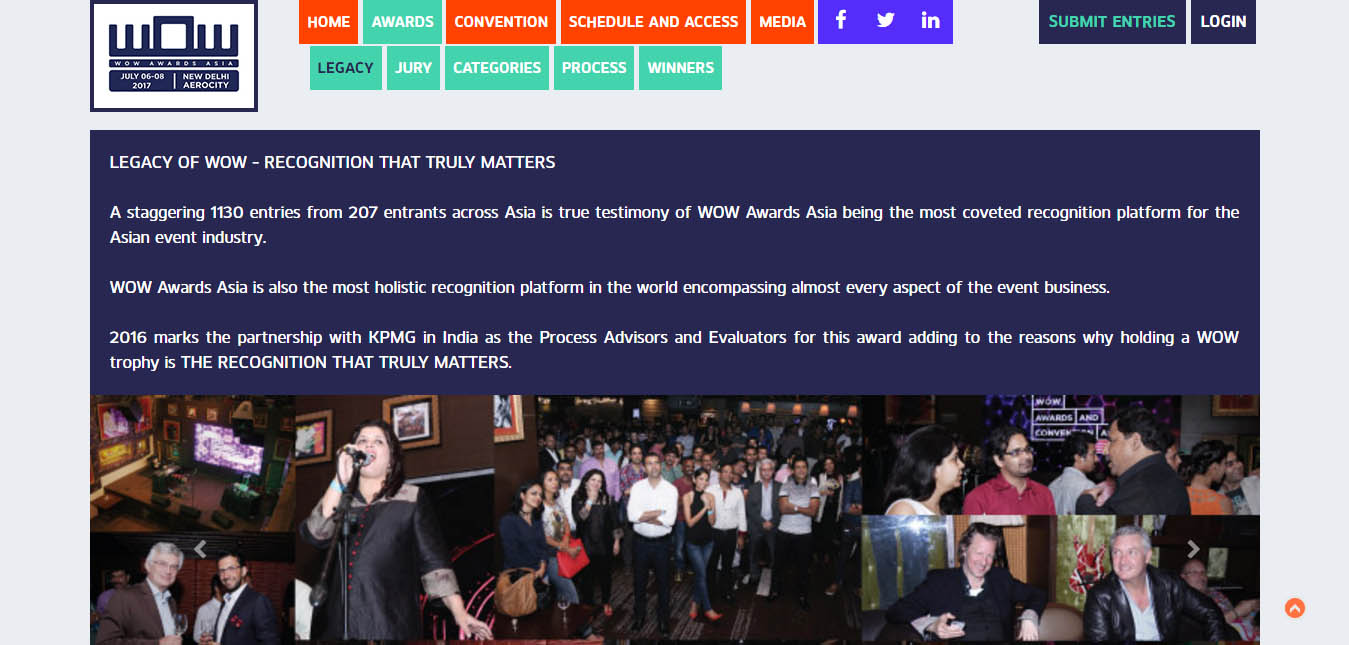 WOW
WOW AWARDS ASIA
JULY 06-08 2017 | NEW DELHI AEROCITY
HOME AWARDS CONVENTION SCHEDULE AND ACCESS MEDIA f in SUBMIT ENTRIES LOGIN
LEGACY JURY CATEGORIES PROCESS WINNERS
LEGACY OF WOW - RECOGNITION THAT TRULY MATTERS
A staggering 1130 entries from 207 entrants across Asia is true testimony of WOW Awards Asia being the most coveted recognition platform for the
Asian event industry.
WOW Awards Asia is also the most holistic recognition platform in the world encompassing almost every aspect of the event business.
2016 marks the partnership with KPMG in India as the Process Advisors and Evaluators for this award adding to the reasons why holding a WOW
trophy is THE RECOGNITION THAT TRULY MATTERS.
WOW
AWARDS AND